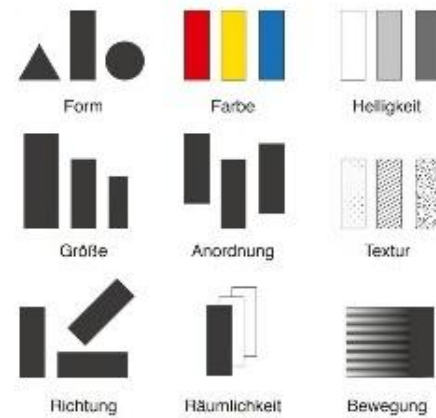 Form
Farbe
Helligkeit
Größe
Anordnung
Textur
Richtung
Räumlichkeit
Bewegung